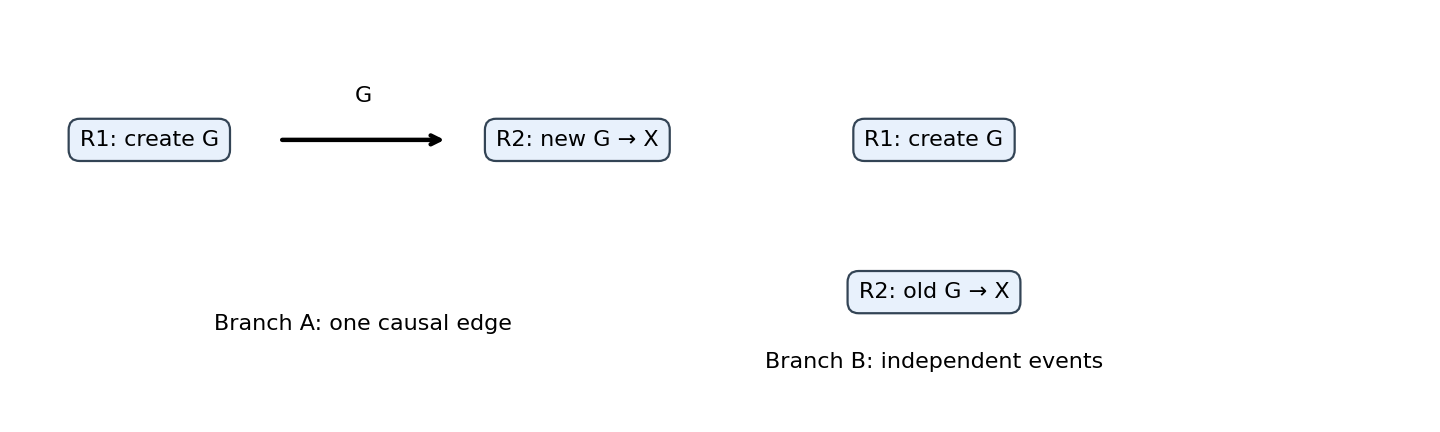 G
R1: create G
R2: new G → X
Branch A: one causal edge
R1: create G
R2: old G → X
Branch B: independent events